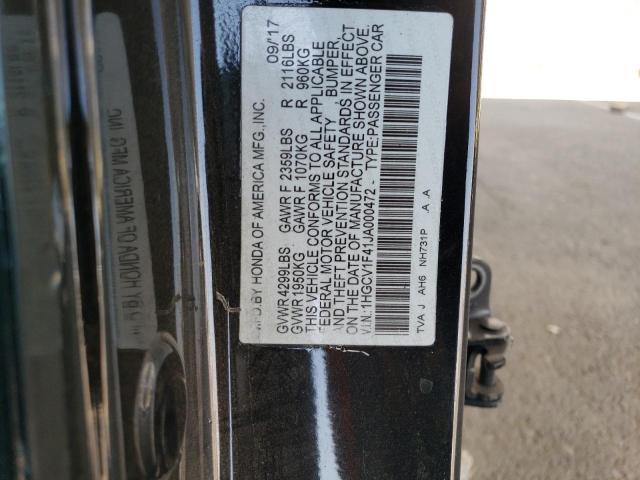 MFD.BY HONDA OF AMERICA MFG.,INC. 09/17
GVWR 4299LBS GAWR F 2359LBS R 2116LBS
GVWR 1950KG GAWR F 1070KG R 960KG
THIS VEHICLE CONFORMS TO ALL APPLICABLE
FEDERAL MOTOR VEHICLE SAFETY , BUMPER,
AND THEFT PREVENTION STANDARDS IN EFFECT
ON THE DATE OF MANUFACTURE SHOWN ABOVE.
V.I.N.:1HGCV1F41JA000472 - TYPE:PASSENGER CAR
TVA J AH6 NH731P A A